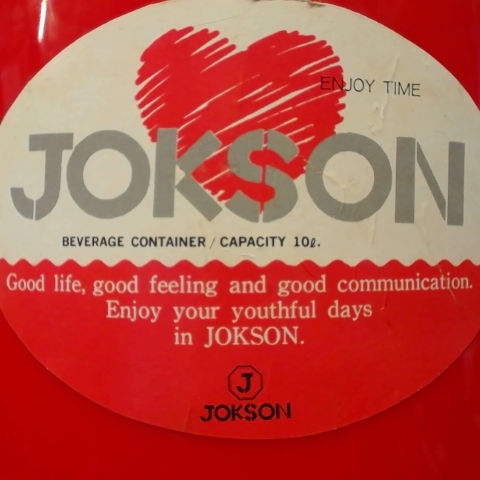 ENJOY TIME
JOKSON
BEVERAGE CONTAINER / CAPACITY 10ℓ.
Good life, good feeling and good communication.
Enjoy your youthful days
in JOKSON.
J
JOKSON